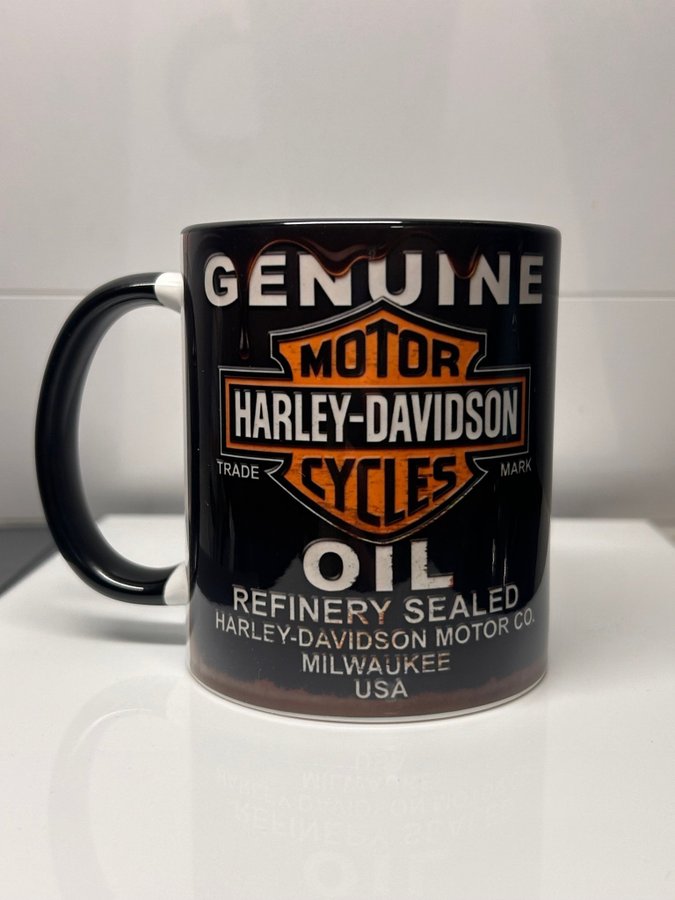 GENUINE
MOTOR
HARLEY-DAVIDSON
CYCLES
TRADE MARK
OIL
REFINERY SEALED
HARLEY-DAVIDSON MOTOR CO.
MILWAUKEE
USA